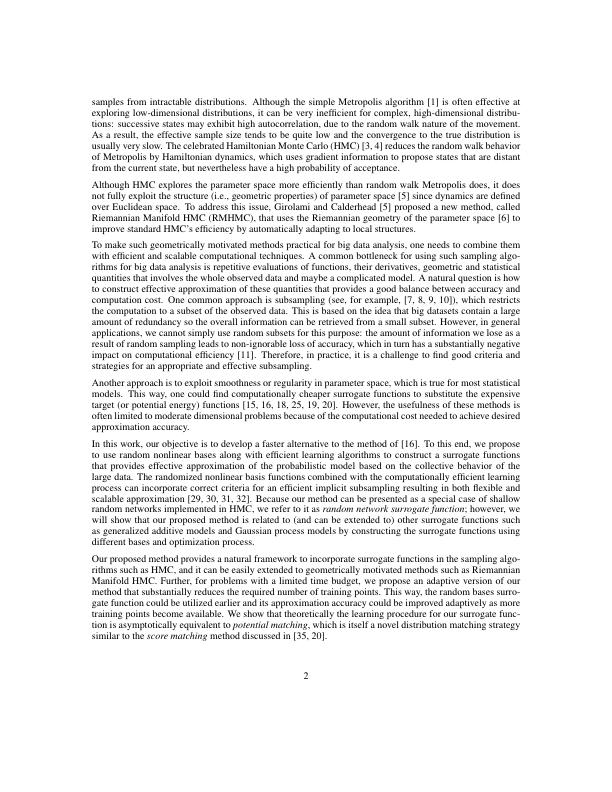 samples from intractable distributions. Although the simple Metropolis algorithm [1] is often effective at
exploring low-dimensional distributions, it can be very inefficient for complex, high-dimensional distribu-
tions: successive states may exhibit high autocorrelation, due to the random walk nature of the movement.
As a result, the effective sample size tends to be quite low and the convergence to the true distribution is
usually very slow. The celebrated Hamiltonian Monte Carlo (HMC) [3, 4] reduces the random walk behavior
of Metropolis by Hamiltonian dynamics, which uses gradient information to propose states that are distant
from the current state, but nevertheless have a high probability of acceptance.
Although HMC explores the parameter space more efficiently than random walk Metropolis does, it does
not fully exploit the structure (i.e., geometric properties) of parameter space [5] since dynamics are defined
over Euclidean space. To address this issue, Girolami and Calderhead [5] proposed a new method, called
Riemannian Manifold HMC (RMHMC), that uses the Riemannian geometry of the parameter space [6] to
improve standard HMC's efficiency by automatically adapting to local structures.
To make such geometrically motivated methods practical for big data analysis, one needs to combine them
with efficient and scalable computational techniques. A common bottleneck for using such sampling algo-
rithms for big data analysis is repetitive evaluations of functions, their derivatives, geometric and statistical
quantities that involves the whole observed data and maybe a complicated model. A natural question is how
to construct effective approximation of these quantities that provides a good balance between accuracy and
computation cost. One common approach is subsampling (see, for example, [7, 8, 9, 10]), which restricts
the computation to a subset of the observed data. This is based on the idea that big datasets contain a large
amount of redundancy so the overall information can be retrieved from a small subset. However, in general
applications, we cannot simply use random subsets for this purpose: the amount of information we lose as a
result of random sampling leads to non-ignorable loss of accuracy, which in turn has a substantially negative
impact on computational efficiency [11]. Therefore, in practice, it is a challenge to find good criteria and
strategies for an appropriate and effective subsampling.
Another approach is to exploit smoothness or regularity in parameter space, which is true for most statistical
models. This way, one could find computationally cheaper surrogate functions to substitute the expensive
target (or potential energy) functions [15, 16, 18, 25, 19, 20]. However, the usefulness of these methods is
often limited to moderate dimensional problems because of the computational cost needed to achieve desired
approximation accuracy.
In this work, our objective is to develop a faster alternative to the method of [16]. To this end, we propose
to use random nonlinear bases along with efficient learning algorithms to construct a surrogate functions
that provides effective approximation of the probabilistic model based on the collective behavior of the
large data. The randomized nonlinear basis functions combined with the computationally efficient learning
process can incorporate correct criteria for an efficient implicit subsampling resulting in both flexible and
scalable approximation [29, 30, 31, 32]. Because our method can be presented as a special case of shallow
random networks implemented in HMC, we refer to it as random network surrogate function; however, we
will show that our proposed method is related to (and can be extended to) other surrogate functions such
as generalized additive models and Gaussian process models by constructing the surrogate functions using
different bases and optimization process.
Our proposed method provides a natural framework to incorporate surrogate functions in the sampling algo-
rithms such as HMC, and it can be easily extended to geometrically motivated methods such as Riemannian
Manifold HMC. Further, for problems with a limited time budget, we propose an adaptive version of our
method that substantially reduces the required number of training points. This way, the random bases surro-
gate function could be utilized earlier and its approximation accuracy could be improved adaptively as more
training points become available. We show that theoretically the learning procedure for our surrogate func-
tion is asymptotically equivalent to potential matching, which is itself a novel distribution matching strategy
similar to the score matching method discussed in [35, 20].
2